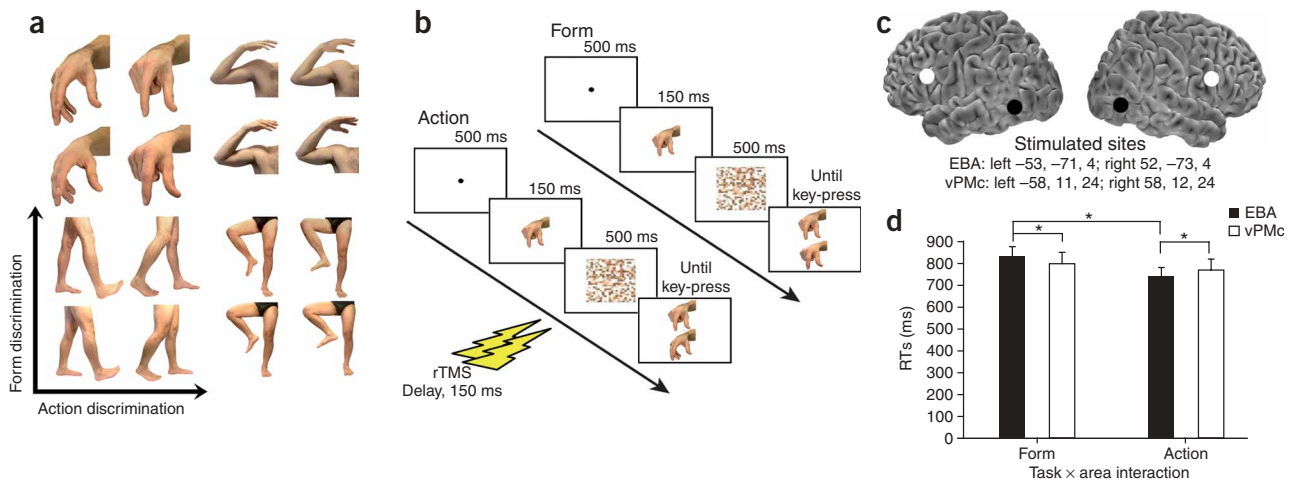 a
Form discrimination
Action discrimination
b
Form
500 ms
150 ms
500 ms
Until
key-press
Action
500 ms
150 ms
500 ms
Until
key-press
rTMS
Delay, 150 ms
c
Stimulated sites
EBA: left –53, –71, 4; right 52, –73, 4
vPMc: left –58, 11, 24; right 58, 12, 24
d
EBA
vPMc
*
*
*
900
800
700
600
500
400
300
200
100
0
RTs (ms)
Form
Action
Task × area interaction